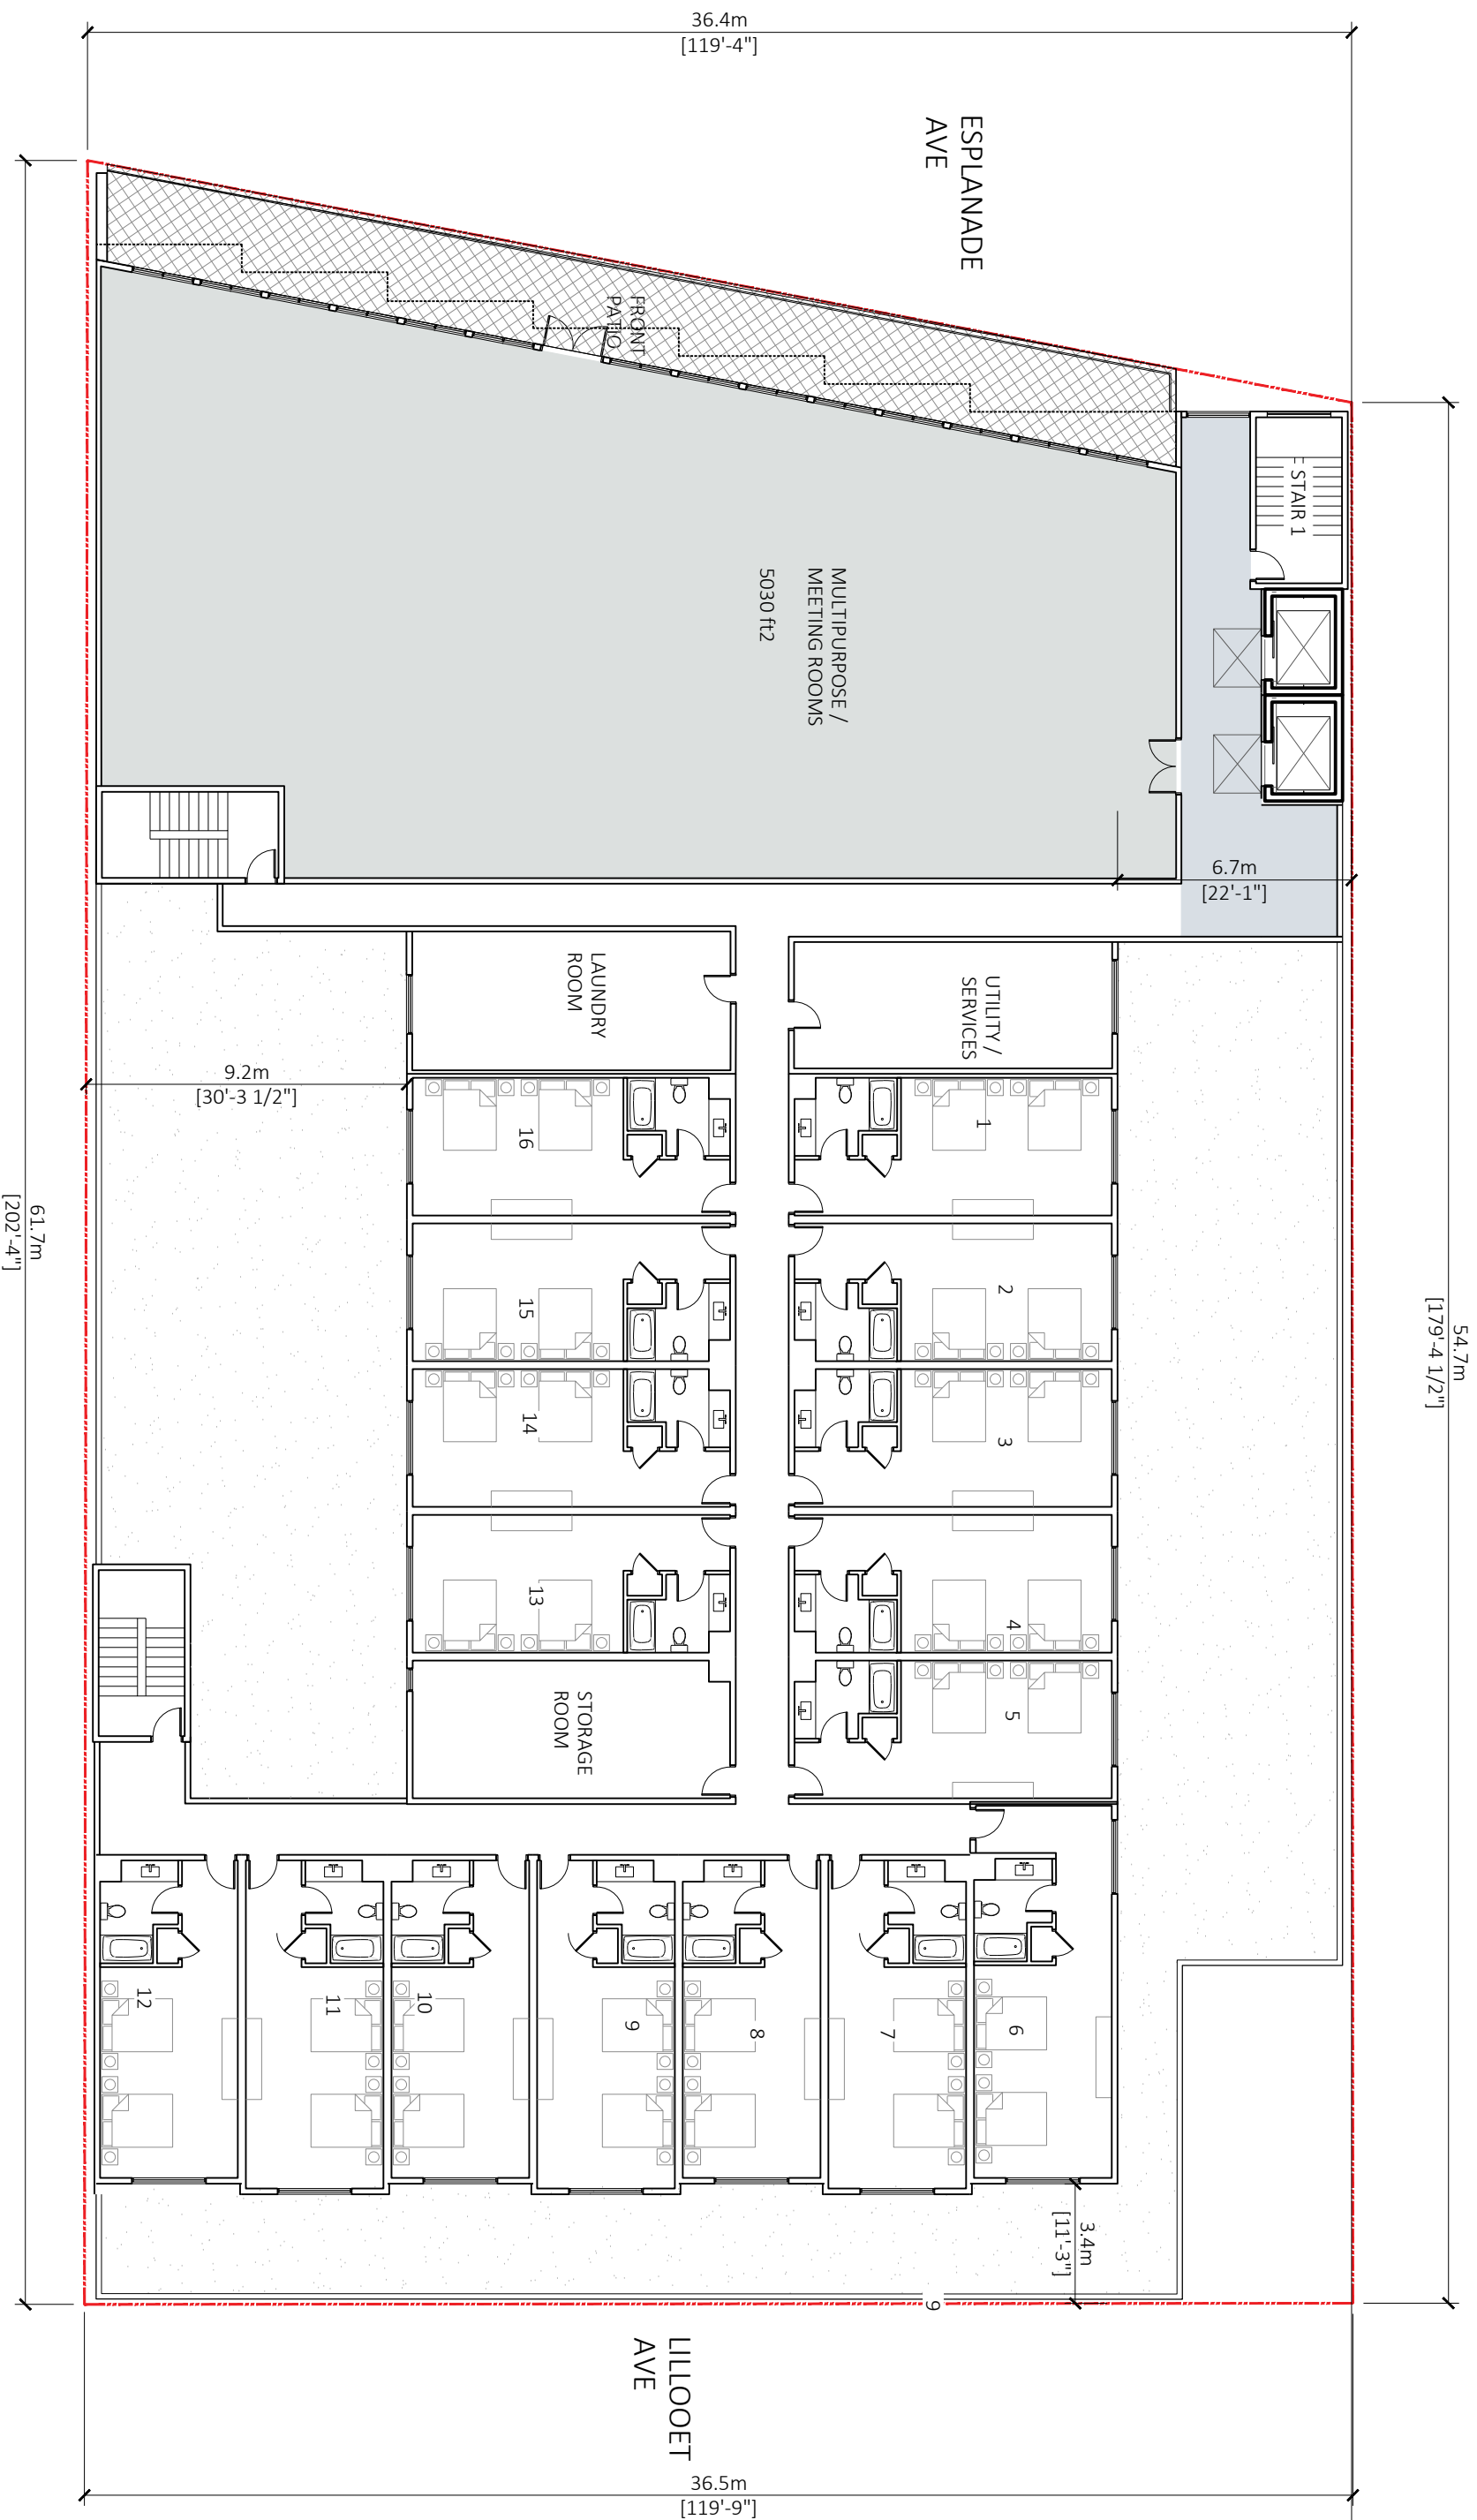 36.4m
[119'-4"]
ESPLANADE
AVE
FRONT
PATIO
STAIR 1
MULTIPURPOSE /
MEETING ROOMS
5030 ft2
6.7m
[22'-1"]
LAUNDRY
ROOM
UTILITY /
SERVICES
9.2m
[30'-3 1/2"]
16
1
61.7m
[202'-4"]
54.7m
[179'-4 1/2"]
15
2
14
3
13
4
STORAGE
ROOM
5
12
11
10
9
8
7
6
3.4m
[11'-3"]
9
LILLOOET
AVE
36.5m
[119'-9"]